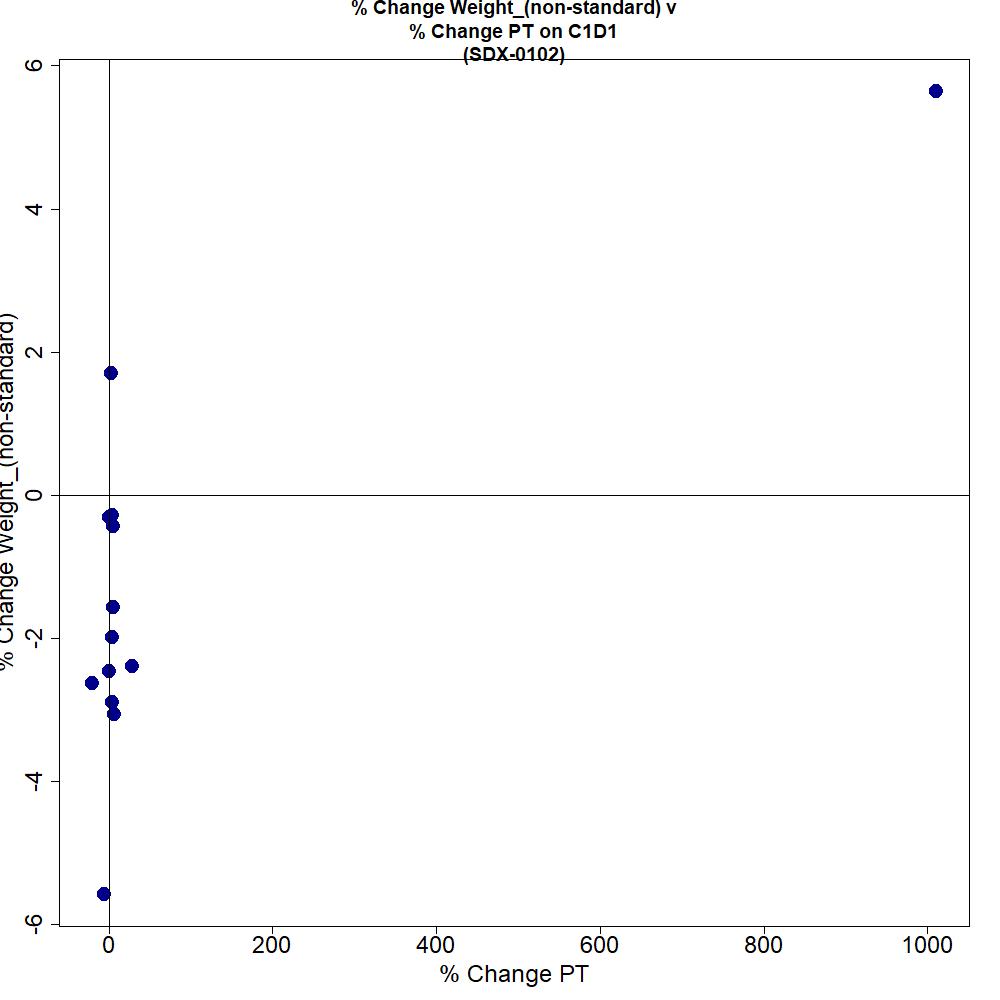 % Change Weight_(non-standard) v
% Change PT on C1D1
(SDX-0102)
% Change Weight_(non-standard)
6
4
2
0
-2
-4
-6
0 200 400 600 800 1000
% Change PT